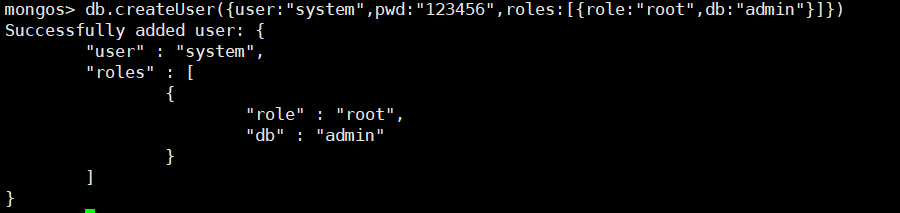 mongos> db.createUser({user:"system",pwd:"123456",roles:[{role:"root",db:"admin"}]})
Successfully added user: {
        "user" : "system",
        "roles" : [
                {
                        "role" : "root",
                        "db" : "admin"
                }
        ]
}